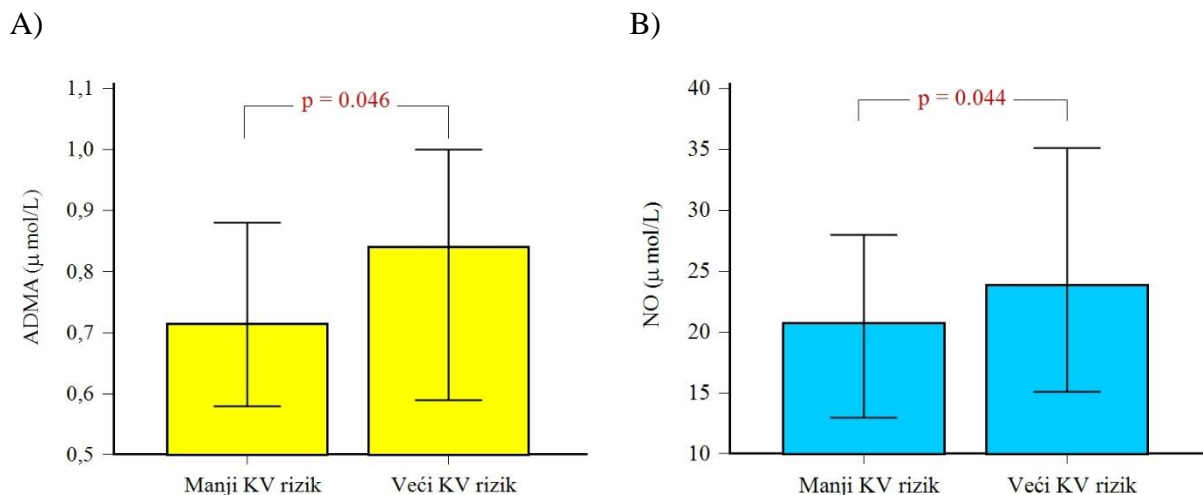 A)
p = 0.046
ADMA (μ mol/L)
1,1
1,0
0,9
0,8
0,7
0,6
0,5
Manji KV rizik
Veći KV rizik
B)
p = 0.044
NO (μ mol/L)
40
35
30
25
20
15
10
Manji KV rizik
Veći KV rizik